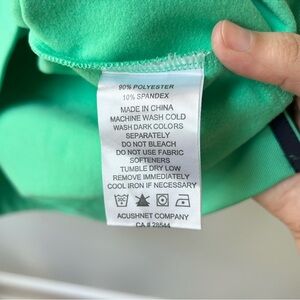 90% POLYESTER
10% SPANDEX
MADE IN CHINA
MACHINE WASH COLD
WASH DARK COLORS
SEPARATELY
DO NOT BLEACH
DO NOT USE FABRIC
SOFTENERS
TUMBLE DRY LOW
REMOVE IMMEDIATELY
COOL IRON IF NECESSARY
ACUSHNET COMPANY
CA # 28544